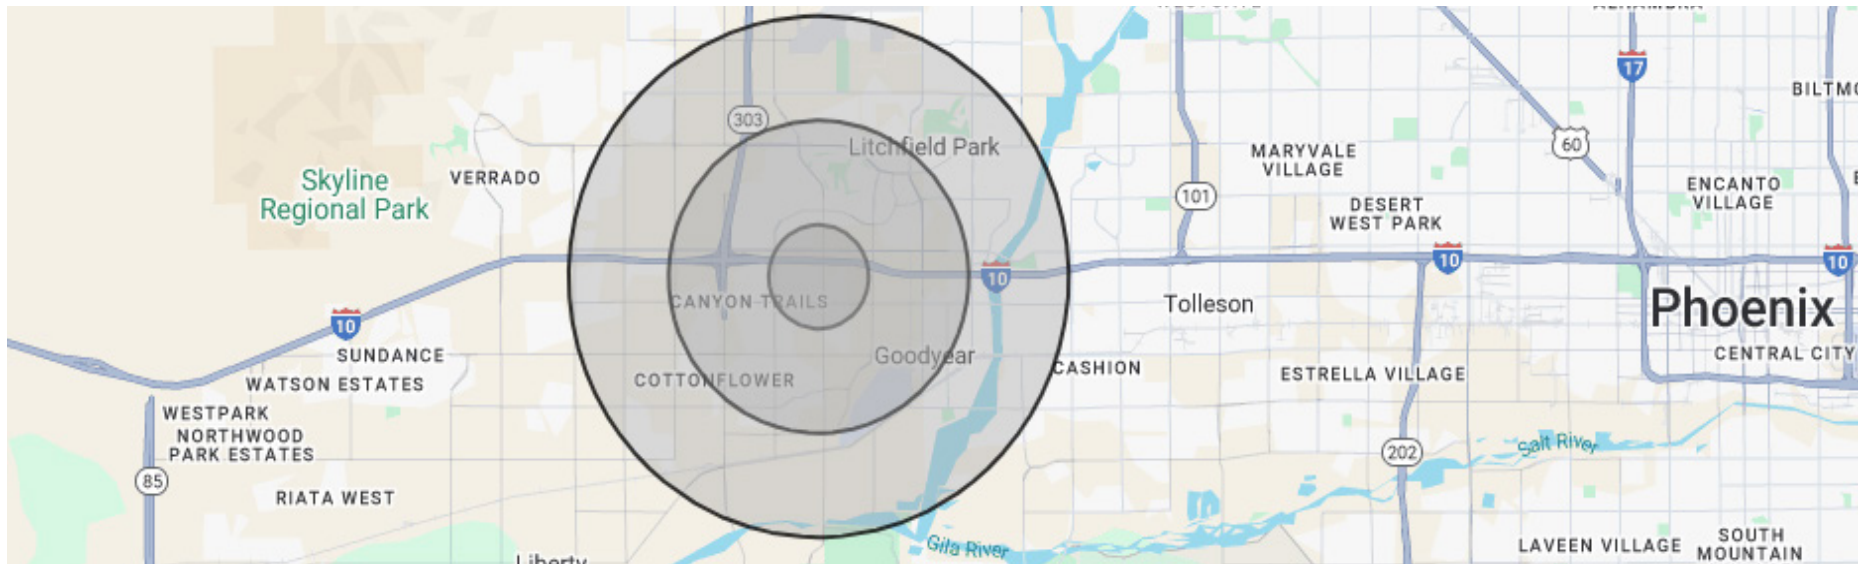 17
BILTMO
303
Litchfield Park
60
MARYVALE
VILLAGE
Skyline
Regional Park
VERRADO
101
ENCANTO
VILLAGE
DESERT
WEST PARK
10
10
10
CANYON TRAILS
Tolleson
Phoenix
10
SUNDANCE
Goodyear
CENTRAL CITY
WATSON ESTATES
COTTONFLOWER
CASHION
ESTRELLA VILLAGE
WESTPARK
NORTHWOOD
PARK ESTATES
Salt River
202
85
RIATA WEST
Gila River
LAVEEN VILLAGE
SOUTH
MOUNTAIN
Liberty